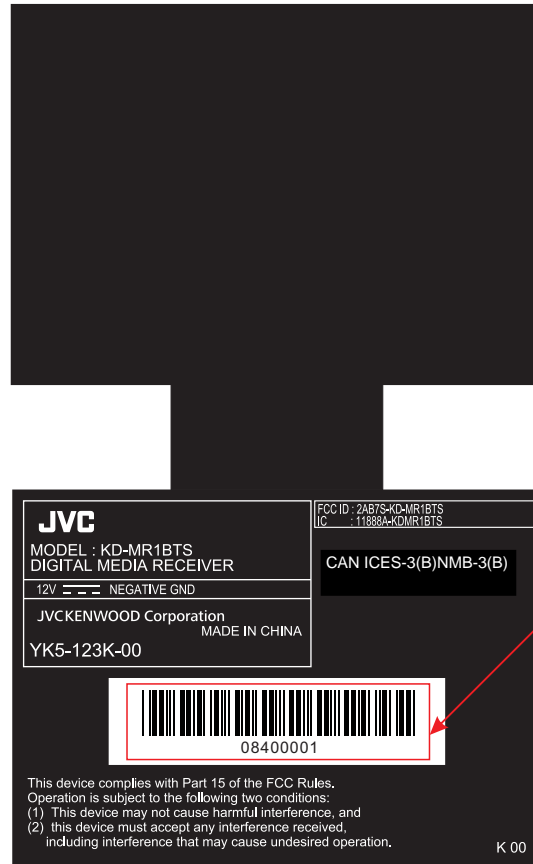 JVC
MODEL : KD-MR1BTS
DIGITAL MEDIA RECEIVER
12V NEGATIVE GND
JVCKENWOOD Corporation
MADE IN CHINA
YK5-123K-00
FCC ID : 2AB7S-KD-MR1BTS
IC : 11888A-KDMR1BTS
CAN ICES-3(B)NMB-3(B)
08400001
This device complies with Part 15 of the FCC Rules.
Operation is subject to the following two conditions:
(1) This device may not cause harmful interference, and
(2) this device must accept any interference received,
including interference that may cause undesired operation.
K 00